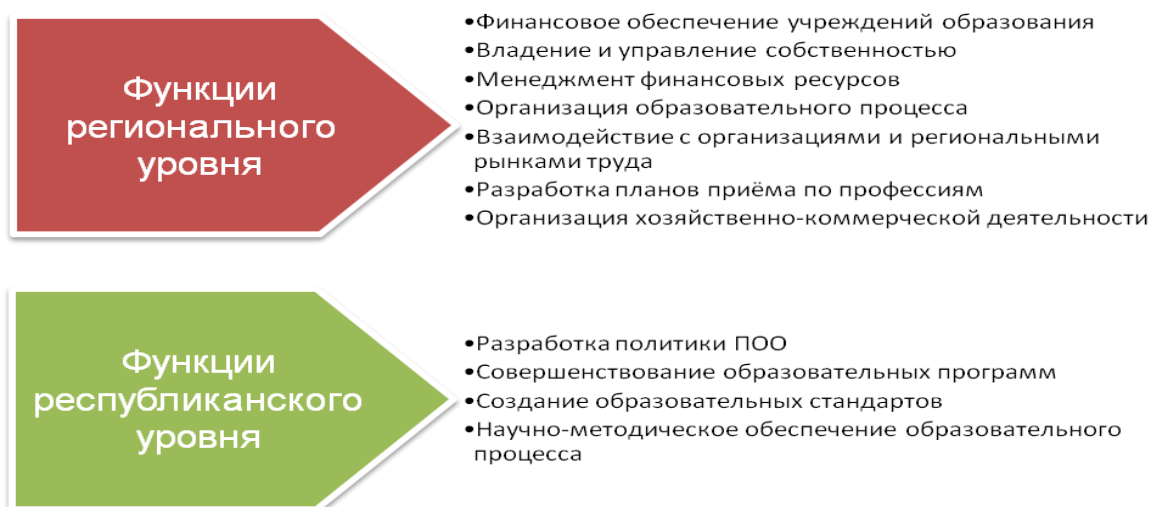 Функции
регионального
уровня
•Финансовое обеспечение учреждений образования
•Владение и управление собственностью
•Менеджмент финансовых ресурсов
•Организация образовательного процесса
•Взаимодействие с организациями и региональными
рынками труда
•Разработка планов приёма по профессиям
•Организация хозяйственно-коммерческой деятельности
Функции
республиканского
уровня
•Разработка политики ПОО
•Совершенствование образовательных программ
•Создание образовательных стандартов
•Научно-методическое обеспечение образовательного
процесса